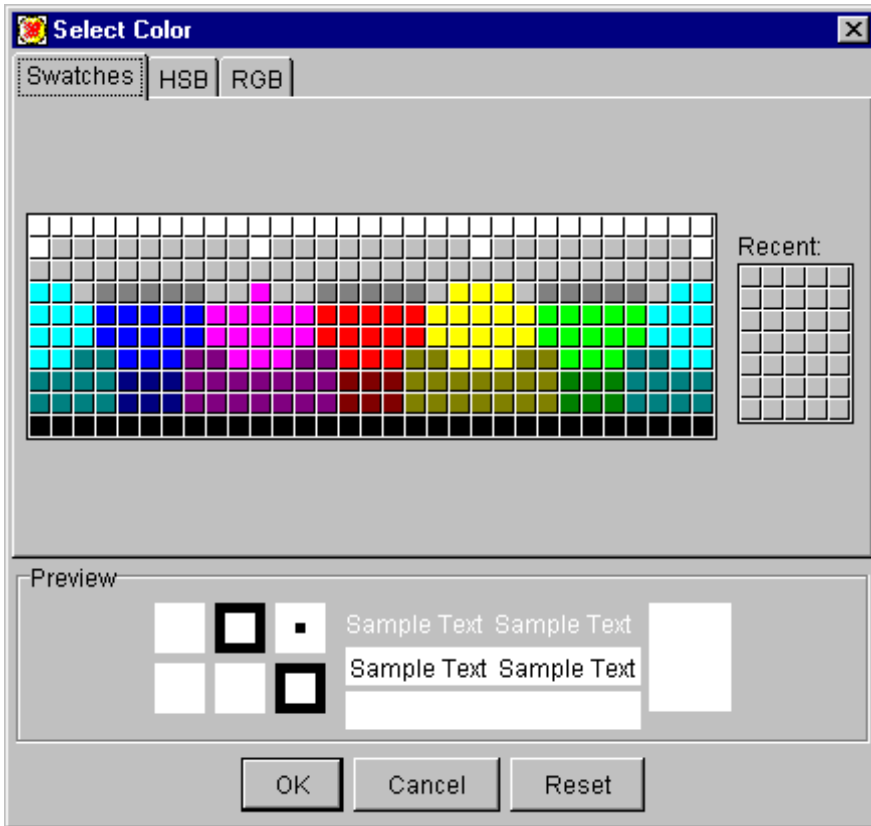 Select Color
Swatches HSB RGB
Recent:
Preview
Sample Text Sample Text
Sample Text Sample Text
OK Cancel Reset